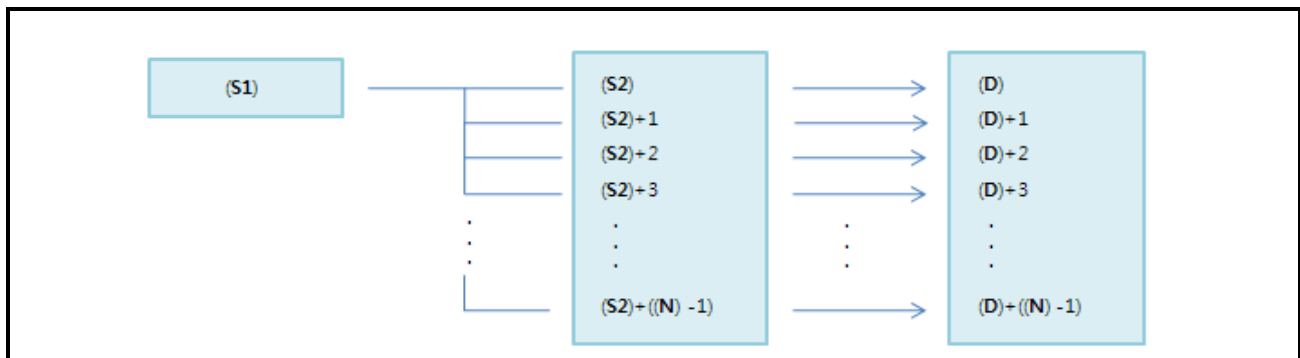 (S1) (S2) (D)
(S2)+1 (D)+1
(S2)+2 (D)+2
(S2)+3 (D)+3
. . . .
. . . .
. . . .
(S2)+((N) -1) (D)+((N) -1)